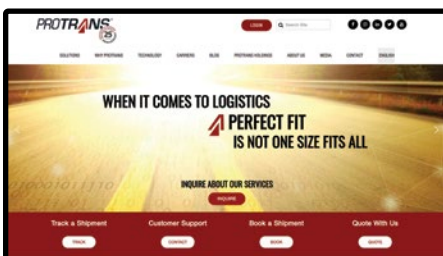 PROTRANS
25
LOGIN
Search Site
SOLUTIONS WHY PROTRANS TECHNOLOGY CARRIERS BLOG PROTRANS HOLDINGS ABOUT US MEDIA CONTACT ENGLISH
WHEN IT COMES TO LOGISTICS
A PERFECT FIT
IS NOT ONE SIZE FITS ALL
INQUIRE ABOUT OUR SERVICES
INQUIRE
Track a Shipment Customer Support Book a Shipment Quote With Us
TRACK CONTACT BOOK QUOTE